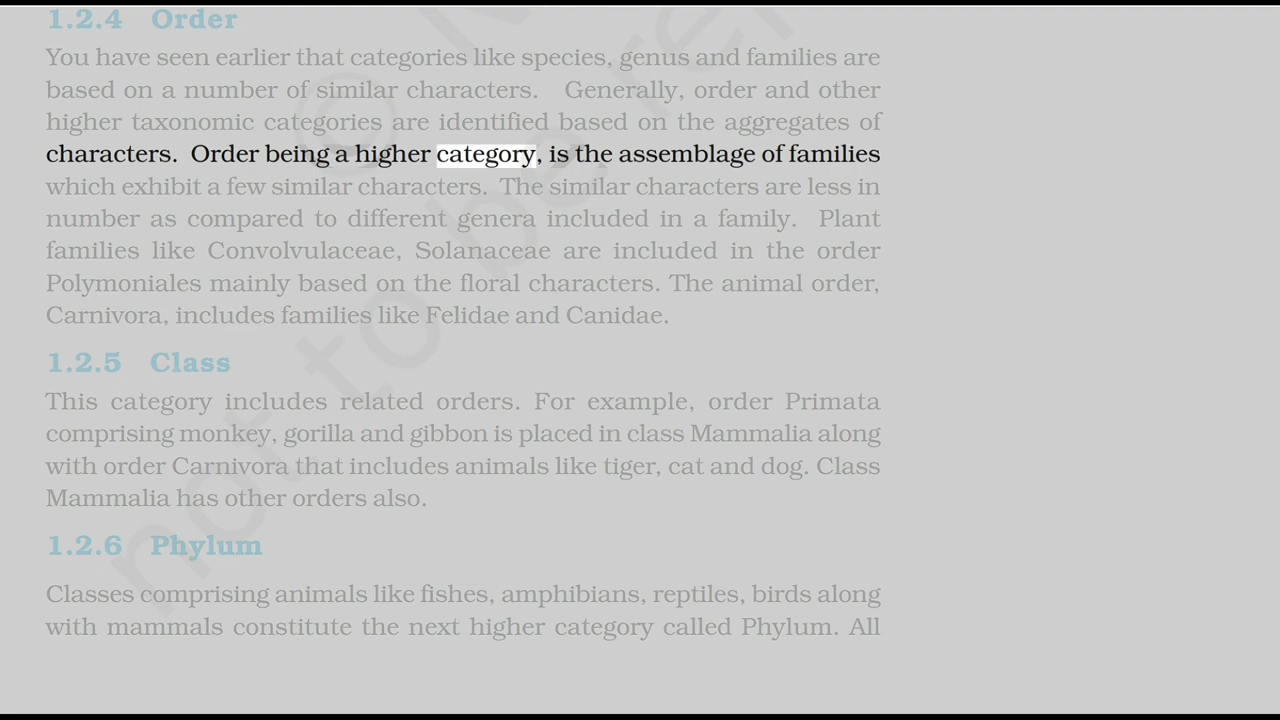 1.2.4 Order
You have seen earlier that categories like species, genus and families are
based on a number of similar characters. Generally, order and other
higher taxonomic categories are identified based on the aggregates of
characters. Order being a higher category, is the assemblage of families
which exhibit a few similar characters. The similar characters are less in
number as compared to different genera included in a family. Plant
families like Convolvulaceae, Solanaceae are included in the order
Polymoniales mainly based on the floral characters. The animal order,
Carnivora, includes families like Felidae and Canidae.
1.2.5 Class
This category includes related orders. For example, order Primata
comprising monkey, gorilla and gibbon is placed in class Mammalia along
with order Carnivora that includes animals like tiger, cat and dog. Class
Mammalia has other orders also.
1.2.6 Phylum
Classes comprising animals like fishes, amphibians, reptiles, birds along
with mammals constitute the next higher category called Phylum. All
not to be